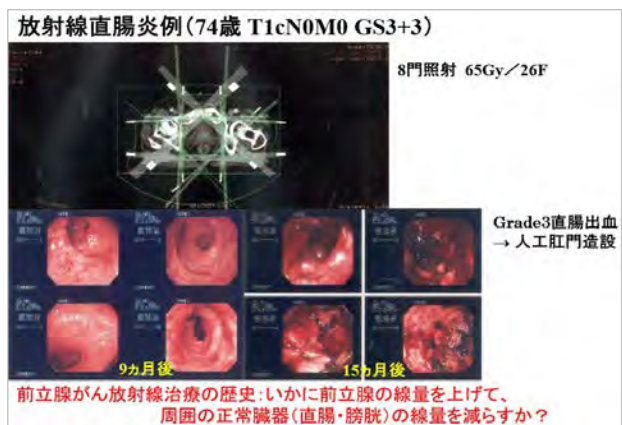 放射線直腸炎例(74歳 T1cN0M0 GS3+3)
8門照射 65Gy/26F
Grade3直腸出血
→ 人工肛門造設
9ヵ月後
15ヵ月後
前立腺がん放射線治療の歴史:いかに前立腺の線量を上げて、
周囲の正常臓器(直腸・膀胱)の線量を減らすか?